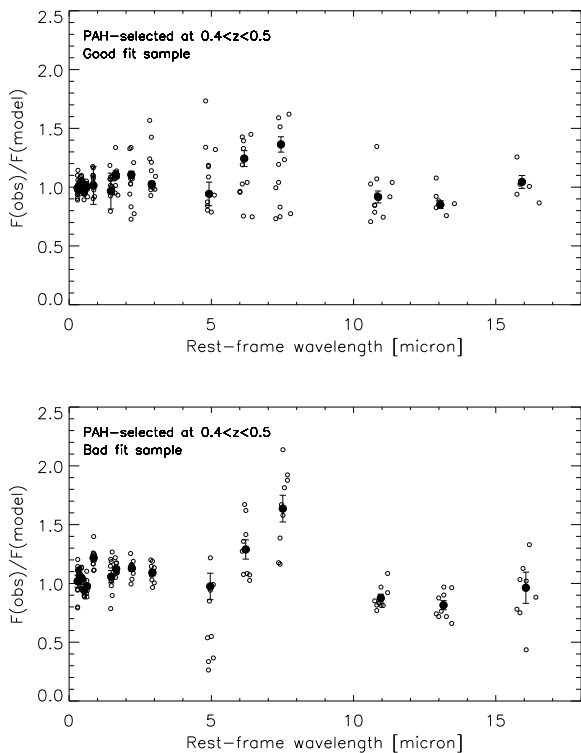 PAH-selected at 0.4<z<0.5
Good fit sample
F(obs)/F(model)
2.5
2.0
1.5
1.0
0.5
0.0
0 5 10 15
Rest-frame wavelength [micron]
PAH-selected at 0.4<z<0.5
Bad fit sample
F(obs)/F(model)
2.5
2.0
1.5
1.0
0.5
0.0
0 5 10 15
Rest-frame wavelength [micron]